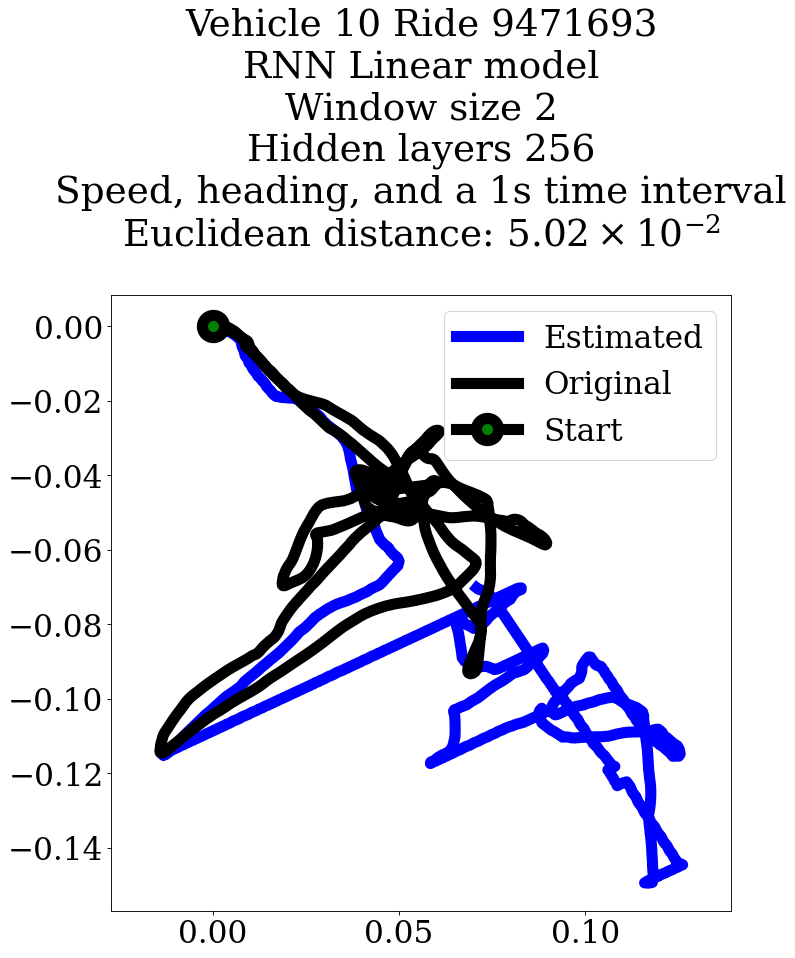 Vehicle 10 Ride 9471693
RNN Linear model
Window size 2
Hidden layers 256
Speed, heading, and a 1s time interval
Euclidean distance: 5.02 × 10⁻²
Estimated
Original
Start
0.00
−0.02
−0.04
−0.06
−0.08
−0.10
−0.12
−0.14
0.00 0.05 0.10